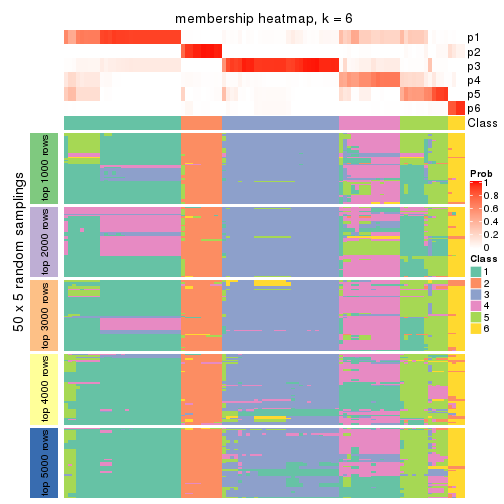 membership heatmap, k = 6
p1
p2
p3
p4
p5
p6
Class
50 x 5 random samplings
top 1000 rows
top 2000 rows
top 3000 rows
top 4000 rows
top 5000 rows
Prob
1
0.8
0.6
0.4
0.2
0
Class
1
2
3
4
5
6